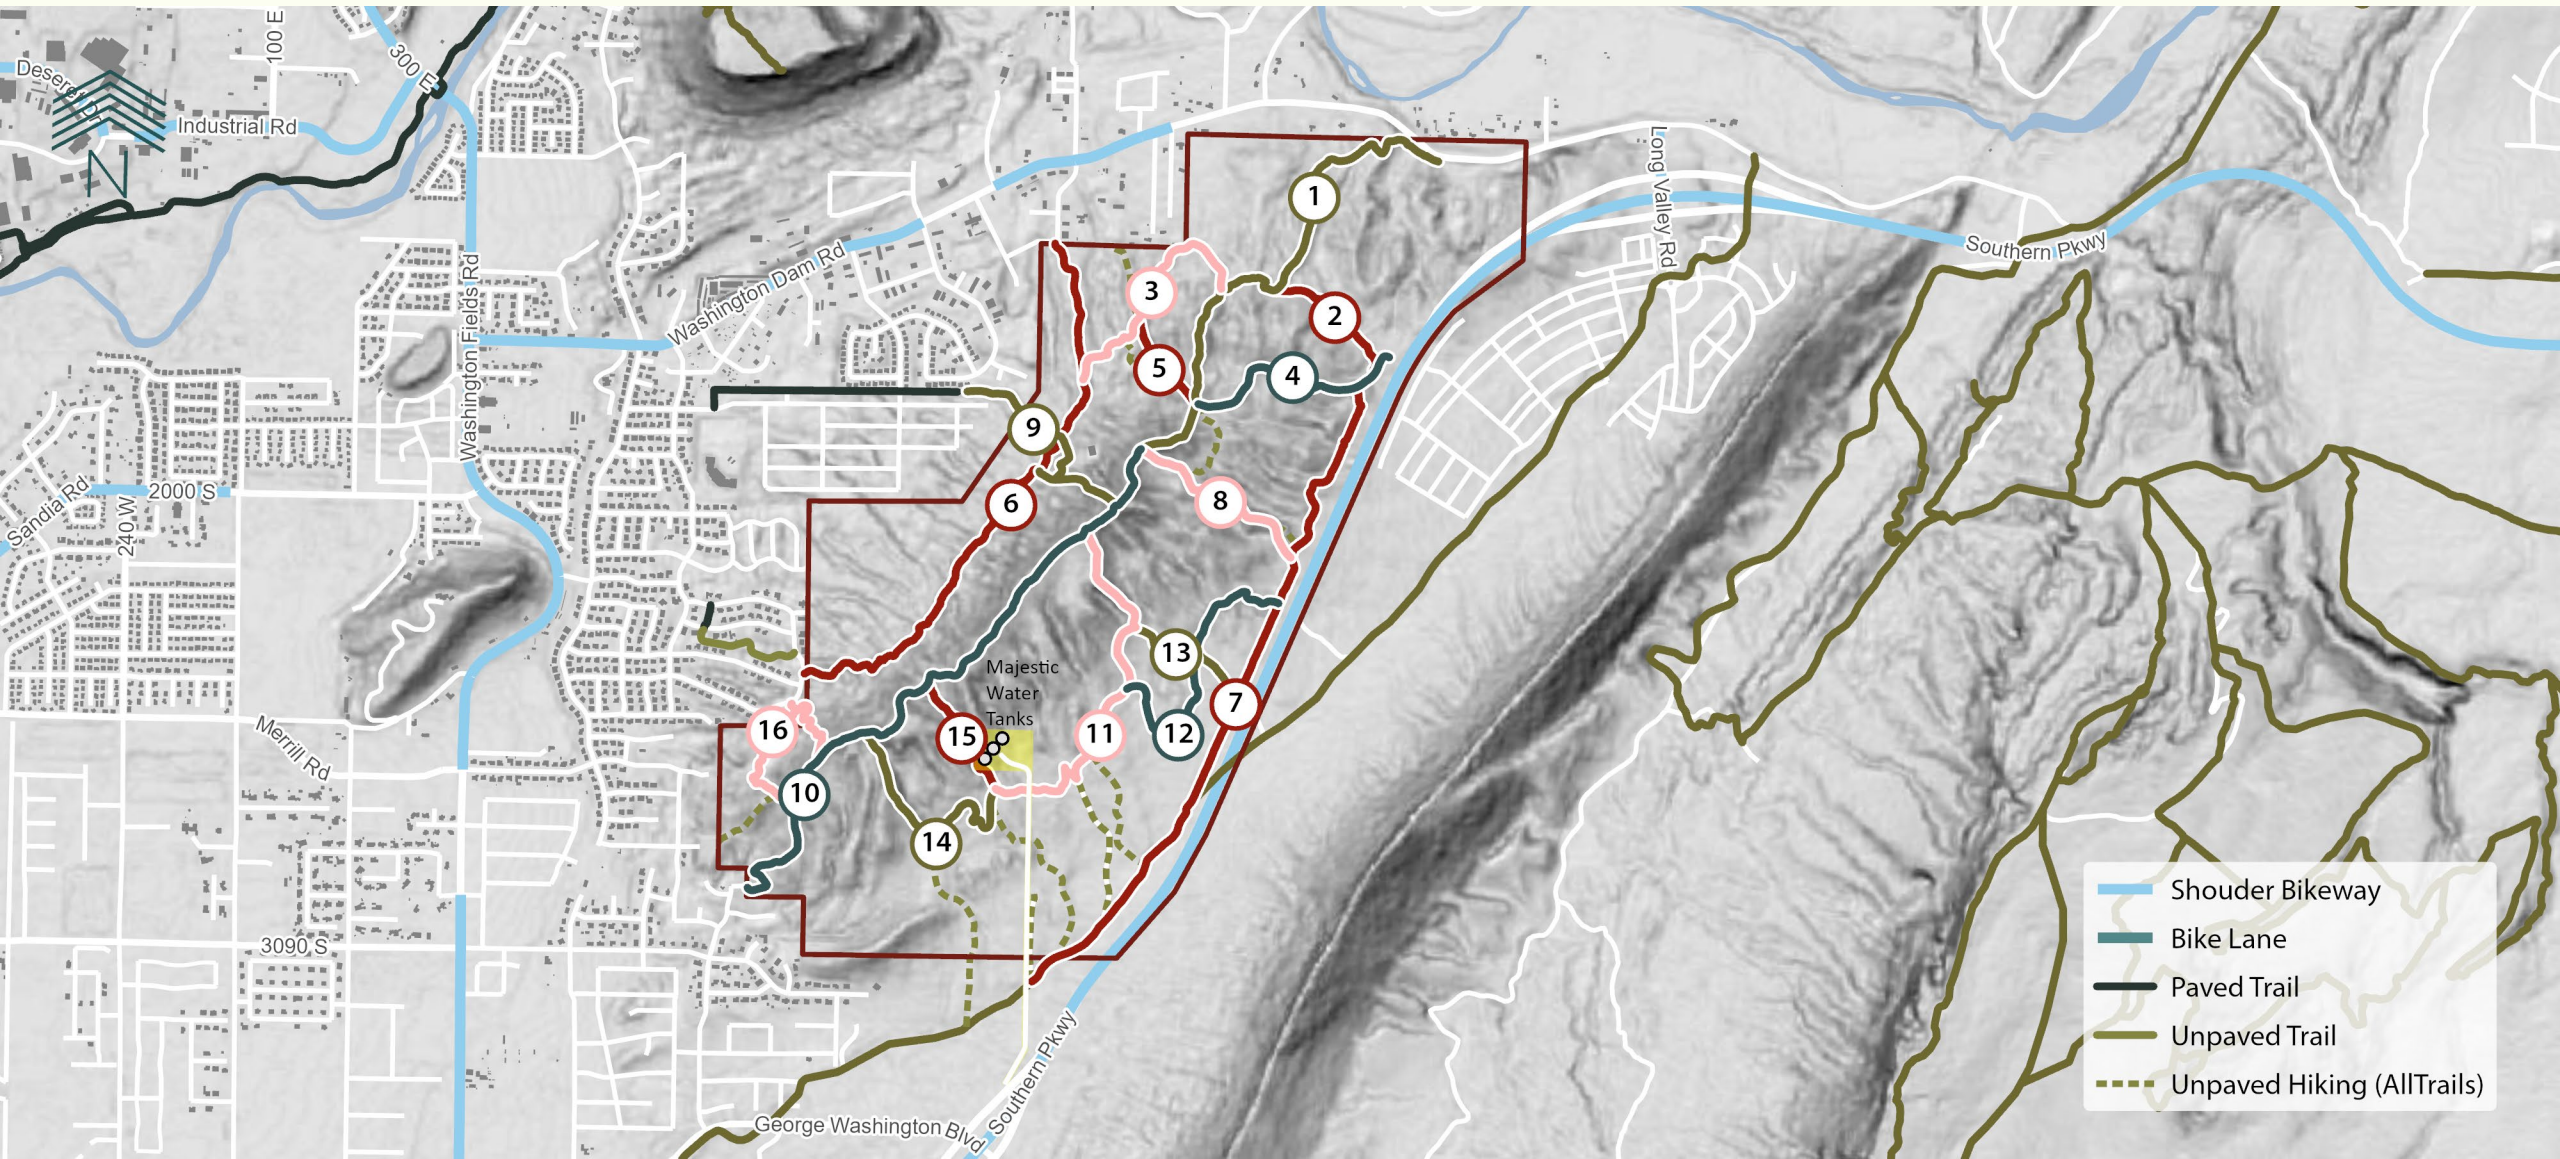 100 E
300 E
Deseret Dr
Industrial Rd
N
Long Valley Rd
1
Southern Pkwy
Washington Fields Rd
Washington Dam Rd
3
2
5
4
9
2000 S
Sandia Rd
240 W
6
8
13
Majestic
Water
Tanks
7
Merrill Rd
16
15
11
12
10
14
3090 S
Southern Pkwy
George Washington Blvd
Shouder Bikeway
Bike Lane
Paved Trail
Unpaved Trail
Unpaved Hiking (AllTrails)